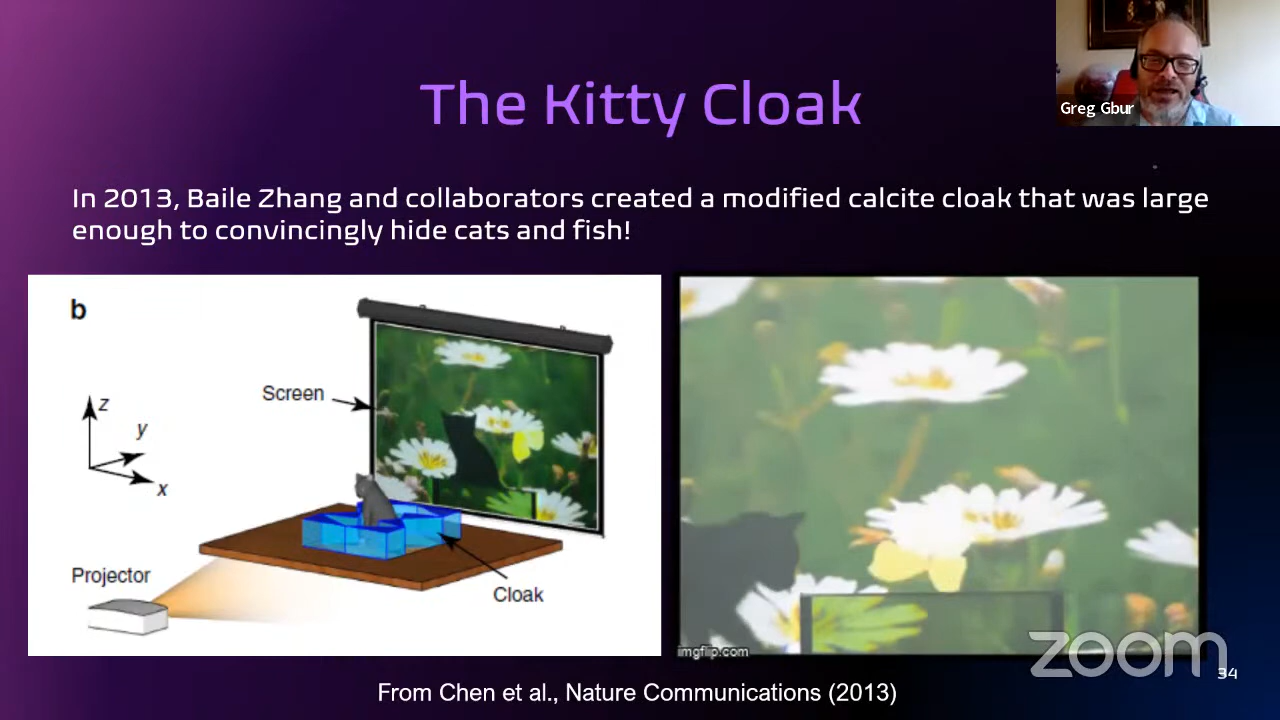 The Kitty Cloak
Greg Gbur
In 2013, Baile Zhang and collaborators created a modified calcite cloak that was large
enough to convincingly hide cats and fish!
b
Screen
z
y
x
Projector
Cloak
imgflip.com
zoom
34
From Chen et al., Nature Communications (2013)